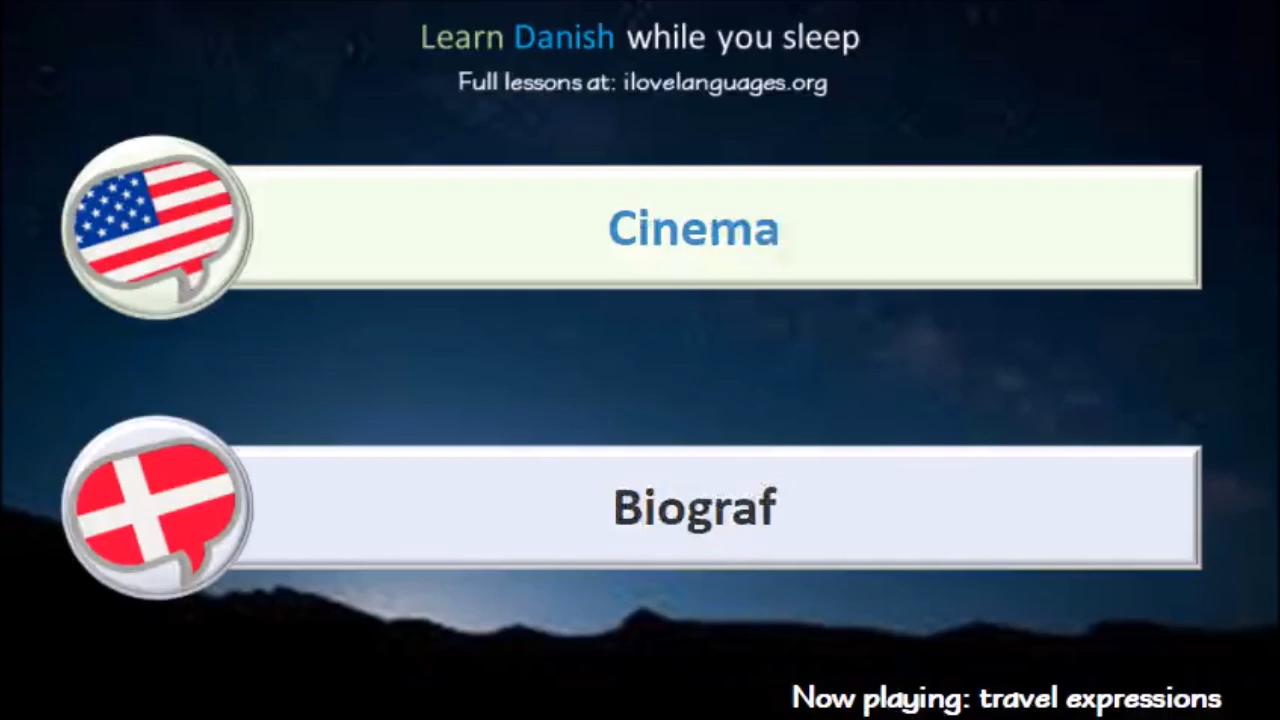 Learn Danish while you sleep
Full lessons at: ilovelanguages.org
Cinema
Biograf
Now playing: travel expressions